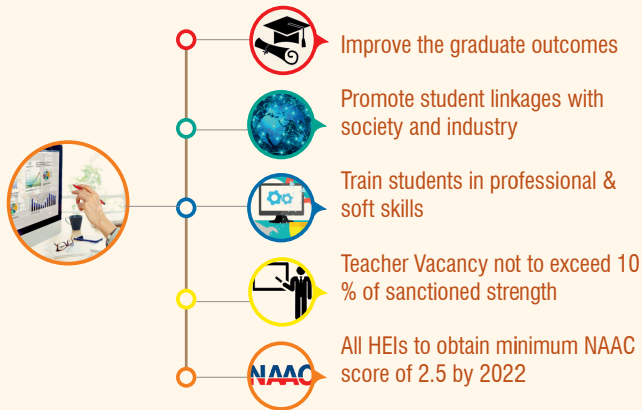 Improve the graduate outcomes
Promote student linkages with
society and industry
Train students in professional &
soft skills
Teacher Vacancy not to exceed 10
% of sanctioned strength
NAAC
All HEIs to obtain minimum NAAC
score of 2.5 by 2022